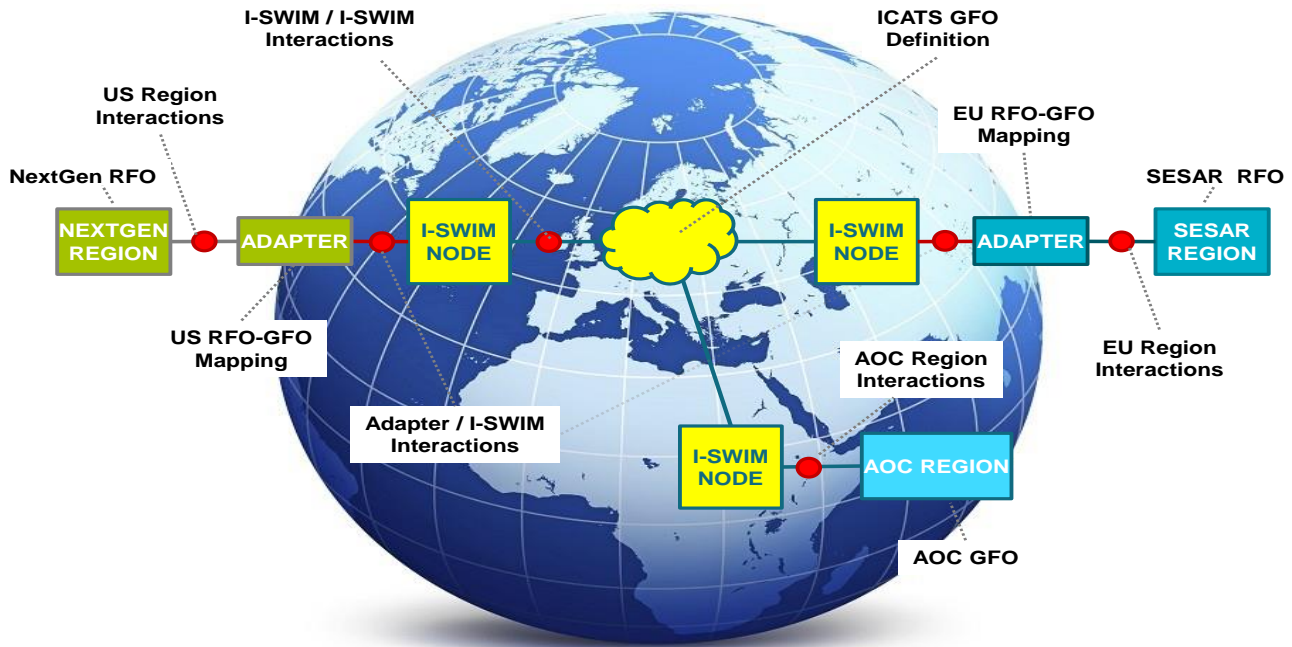 I-SWIM / I-SWIM
Interactions
ICATS GFO
Definition
US Region
Interactions
EU RFO-GFO
Mapping
NextGen RFO
SESAR RFO
NEXTGEN
REGION
ADAPTER
I-SWIM
NODE
I-SWIM
NODE
ADAPTER
SESAR
REGION
US RFO-GFO
Mapping
AOC Region
Interactions
EU Region
Interactions
Adapter / I-SWIM
Interactions
I-SWIM
NODE
AOC REGION
AOC GFO